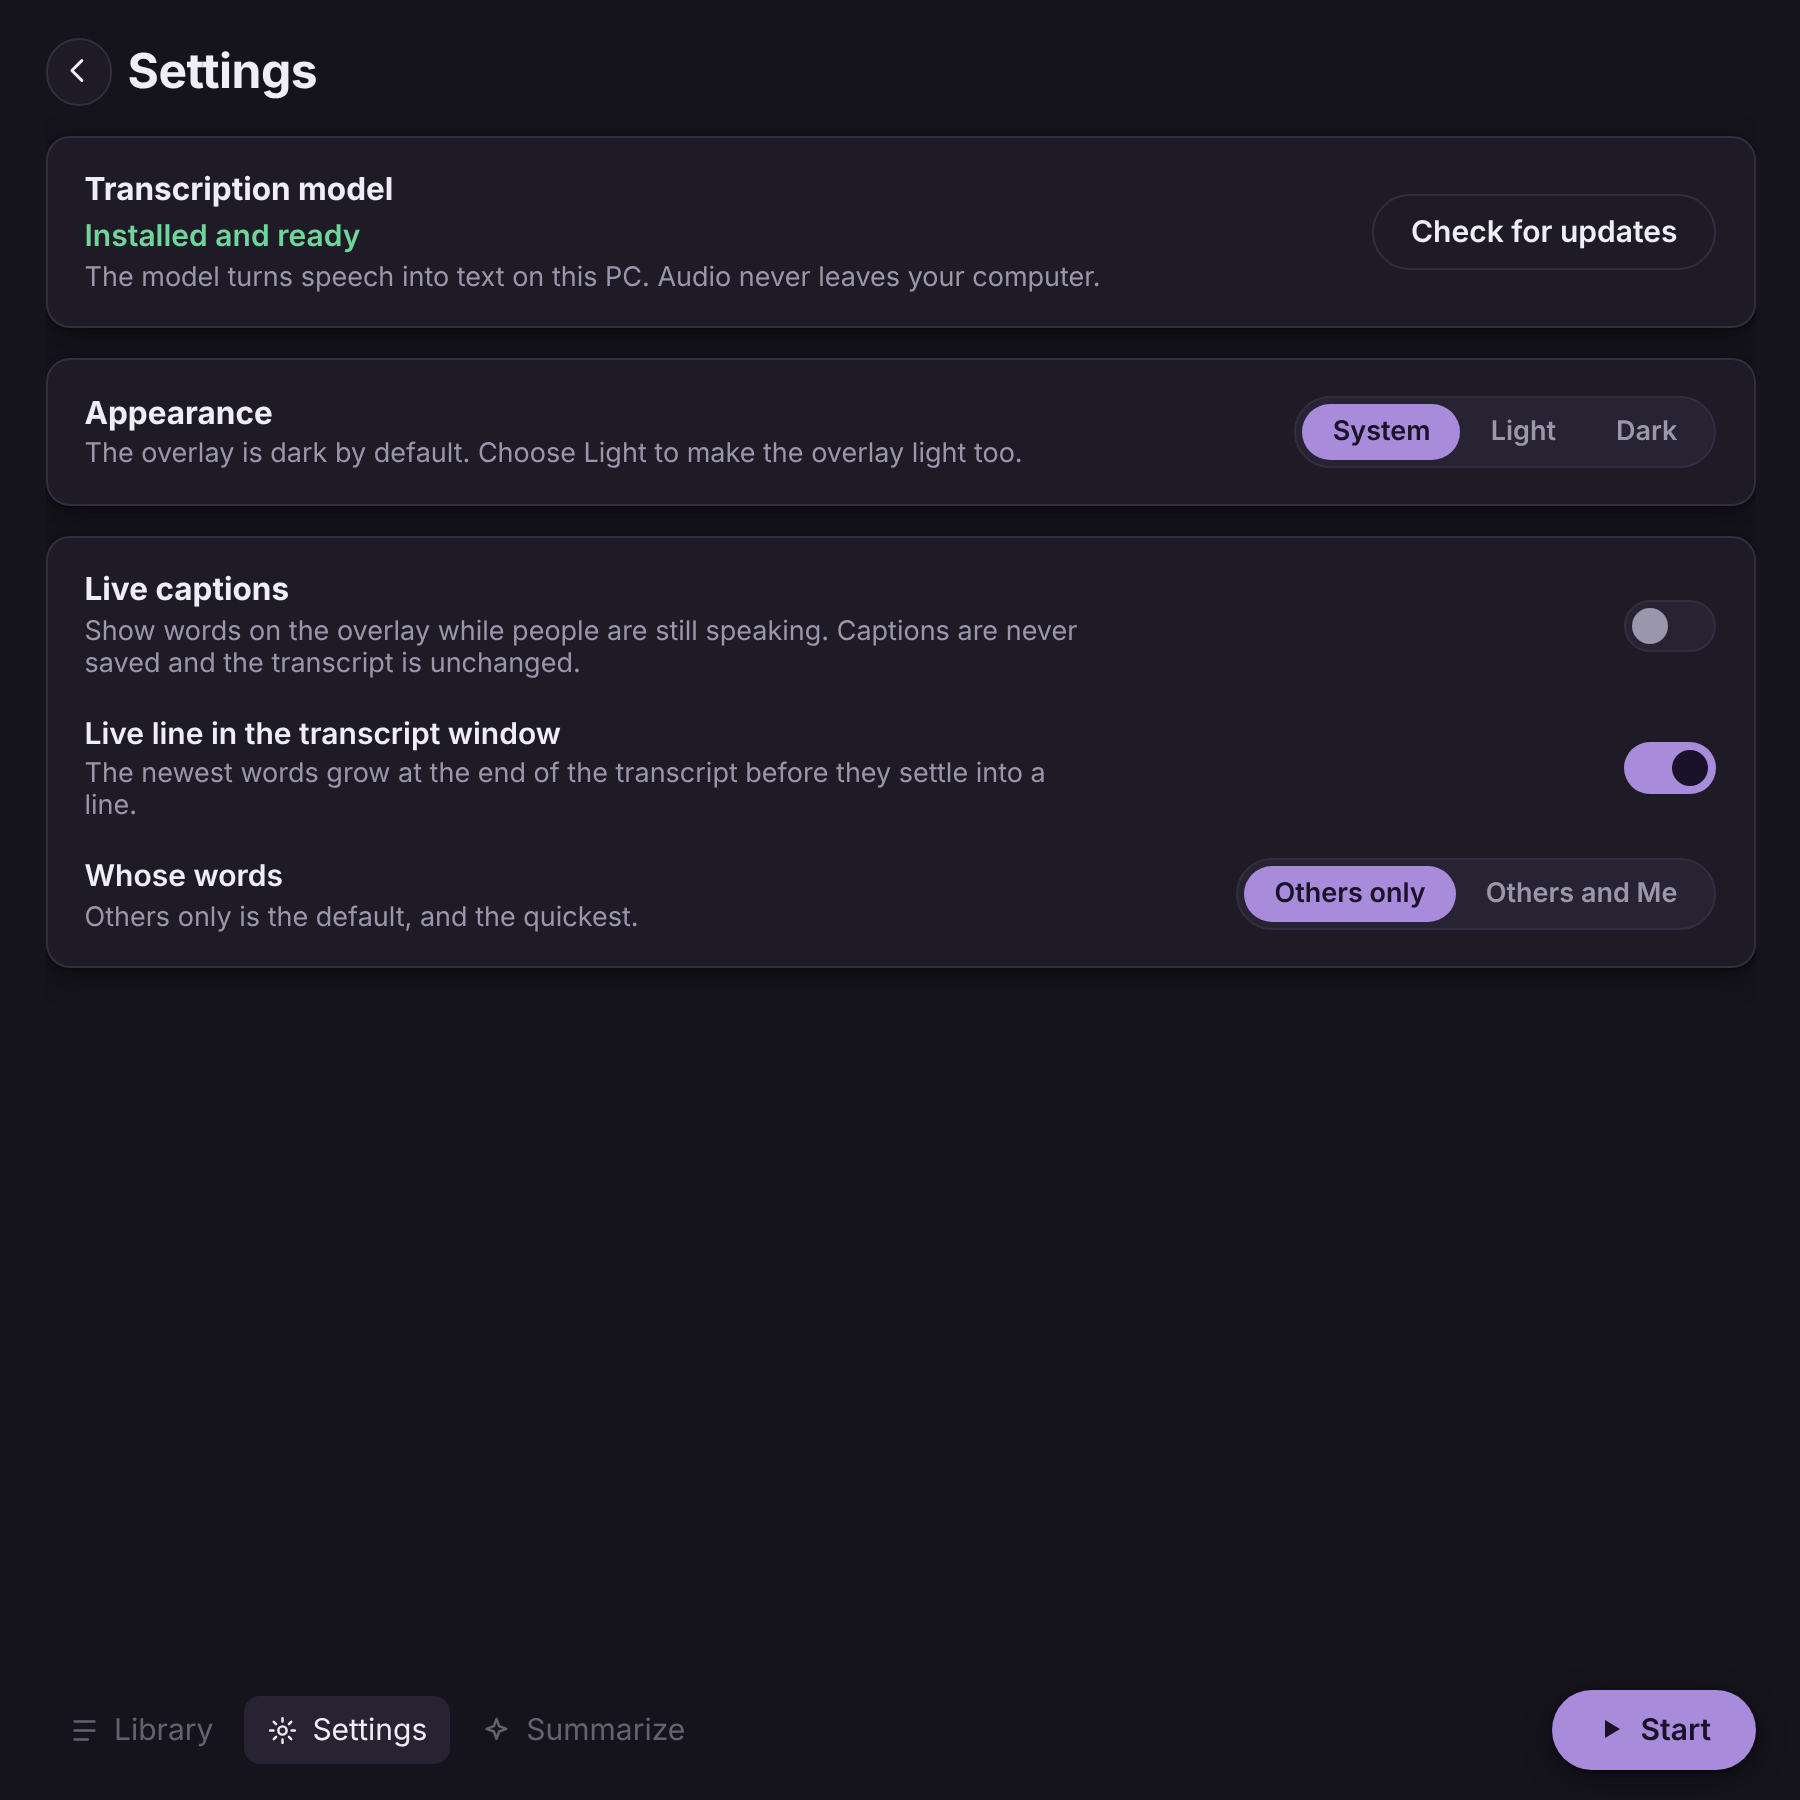 Settings
Transcription model
Installed and ready
The model turns speech into text on this PC. Audio never leaves your computer.
Check for updates
Appearance
The overlay is dark by default. Choose Light to make the overlay light too.
System
Light
Dark
Live captions
Show words on the overlay while people are still speaking. Captions are never
saved and the transcript is unchanged.
Live line in the transcript window
The newest words grow at the end of the transcript before they settle into a
line.
Whose words
Others only is the default, and the quickest.
Others only
Others and Me
Library
Settings
Summarize
Start